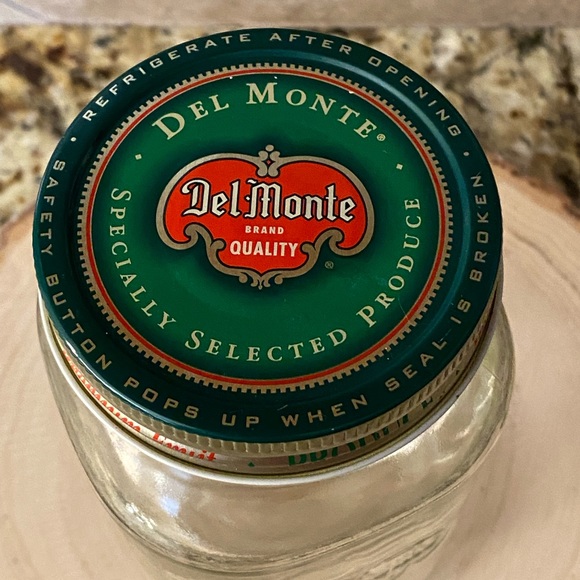 • REFRIGERATE AFTER OPENING •
SAFETY BUTTON POPS UP WHEN SEAL IS BROKEN
• DEL MONTE® •
SPECIALLY SELECTED PRODUCE
Del Monte
BRAND
QUALITY
®